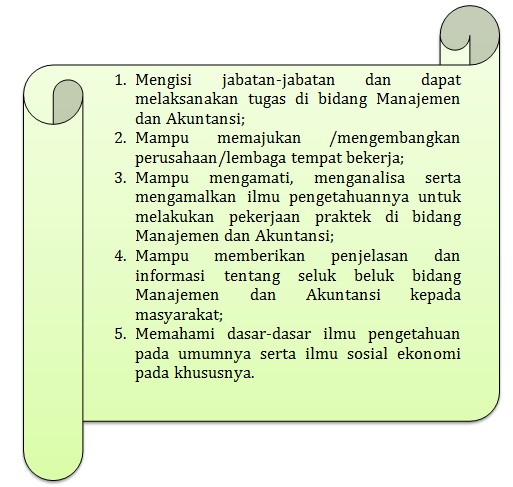 1. Mengisi jabatan-jabatan dan dapat
melaksanakan tugas di bidang Manajemen
dan Akuntansi;
2. Mampu memajukan /mengembangkan
perusahaan/lembaga tempat bekerja;
3. Mampu mengamati, menganalisa serta
mengamalkan ilmu pengetahuannya untuk
melakukan pekerjaan praktek di bidang
Manajemen dan Akuntansi;
4. Mampu memberikan penjelasan dan
informasi tentang seluk beluk bidang
Manajemen dan Akuntansi kepada
masyarakat;
5. Memahami dasar-dasar ilmu pengetahuan
pada umumnya serta ilmu sosial ekonomi
pada khususnya.